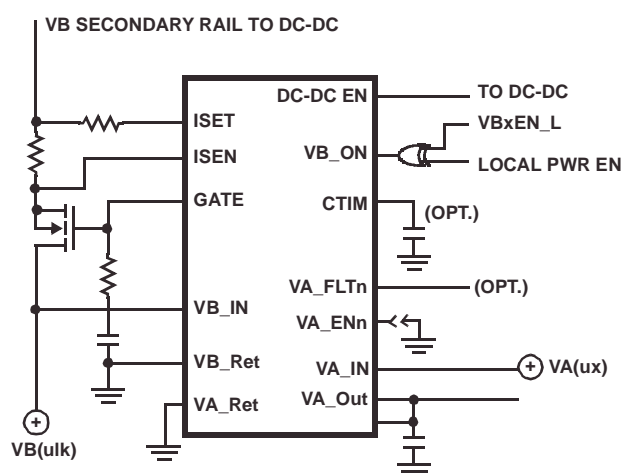 VB SECONDARY RAIL TO DC-DC
DC-DC EN
TO DC-DC
VBxEN_L
ISET
ISEN
VB_ON
LOCAL PWR EN
GATE
CTIM
(OPT.)
VA_FLTn
(OPT.)
VB_IN
VA_ENn
VB_Ret
VA_IN
VA(ux)
VA_Ret
VA_Out
VB(ulk)